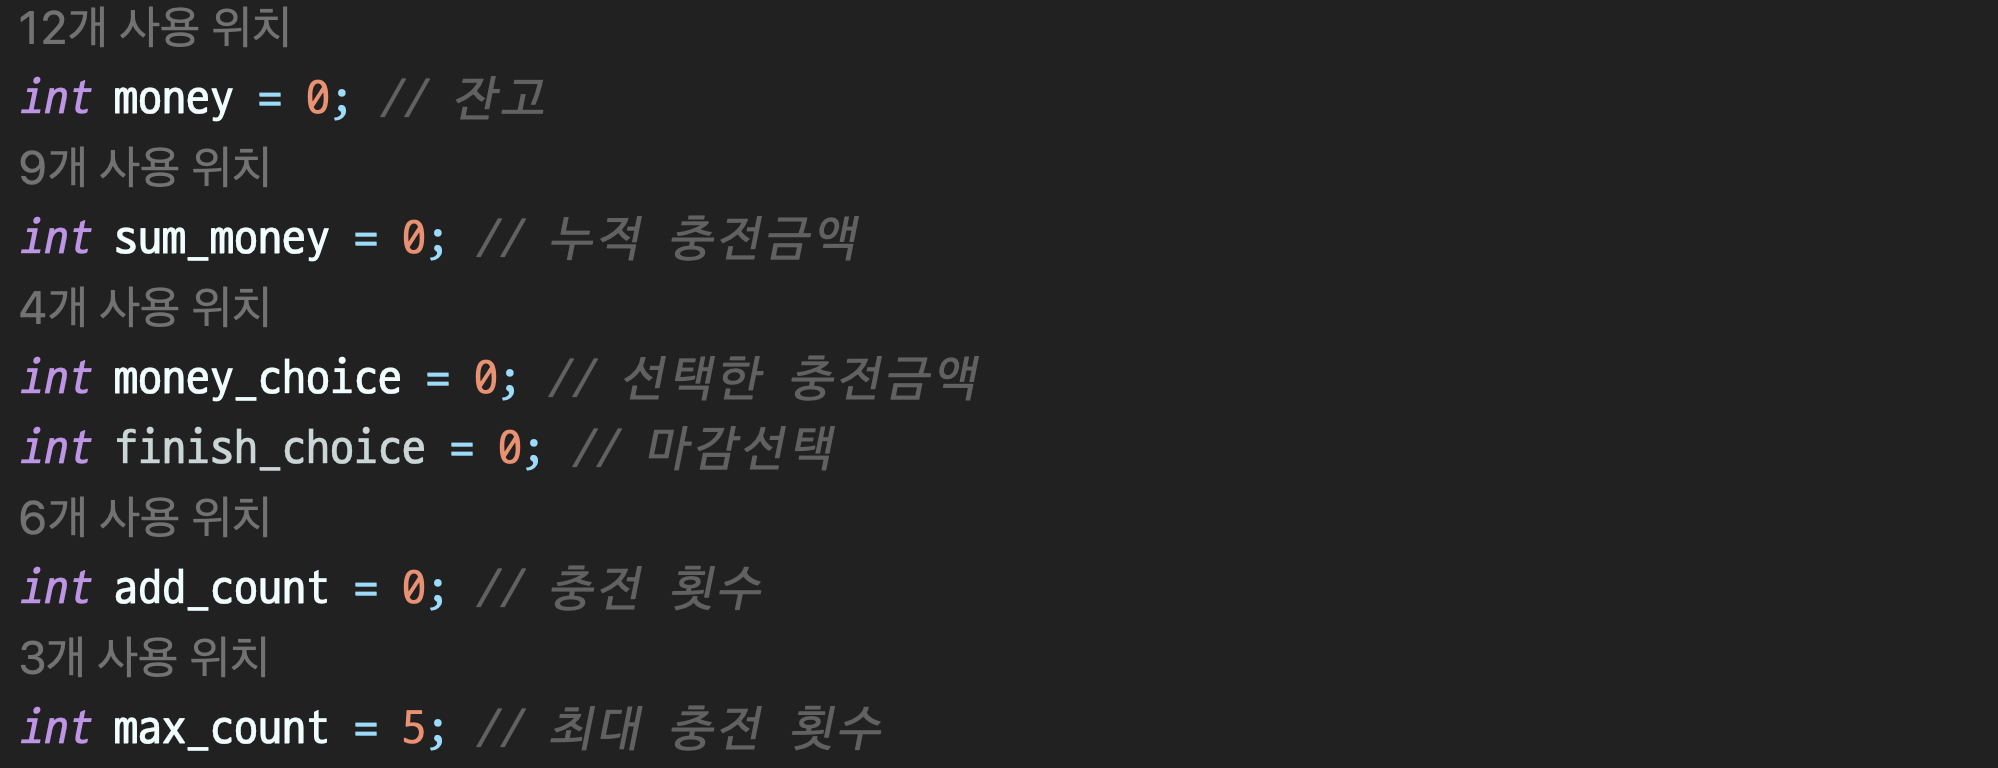 12개 사용 위치
int money = 0; // 잔고
9개 사용 위치
int sum_money = 0; // 누적 충전금액
4개 사용 위치
int money_choice = 0; // 선택한 충전금액
int finish_choice = 0; // 마감선택
6개 사용 위치
int add_count = 0; // 충전 횟수
3개 사용 위치
int max_count = 5; // 최대 충전 횟수